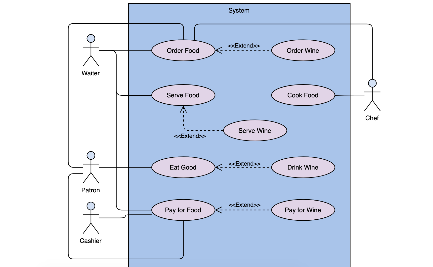 System
Order Food
<<Extend>>
Order Wine
Waiter
Serve Food
Cook Food
Chef
<<Extend>>
Serve Wine
Eat Good
<<Extend>>
Drink Wine
Patron
Pay for Food
<<Extend>>
Pay for Wine
Cashier